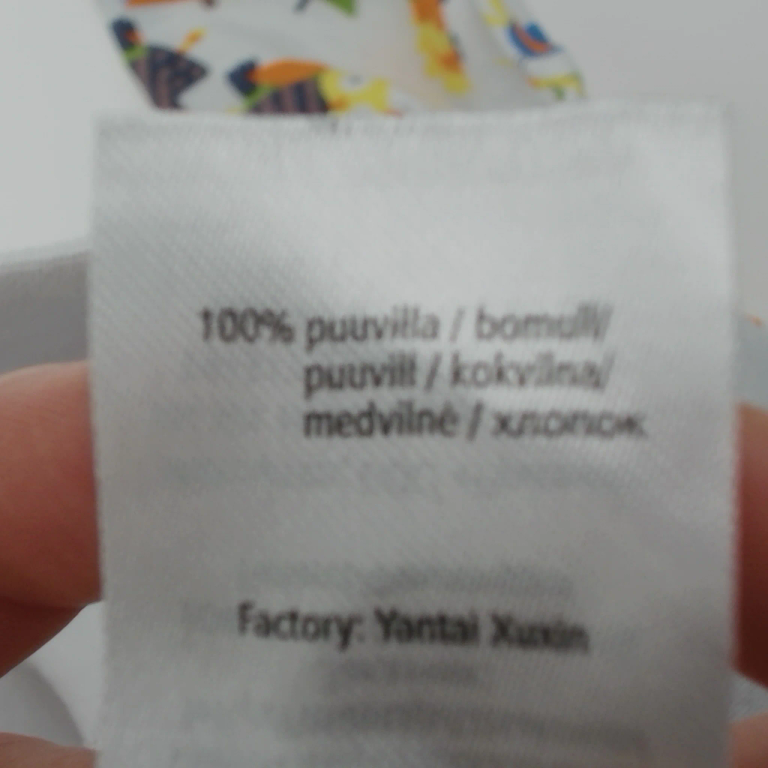 100% puuvilla / bomull/
puuvill / kokvilna/
medvilnė / хлопок
Factory: Yantai Xuxin